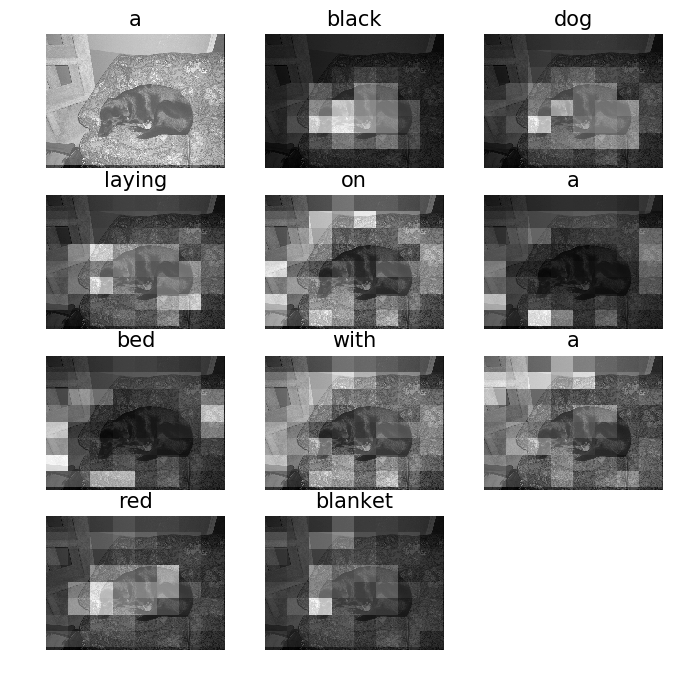 a black dog
laying on a
bed with a
red blanket